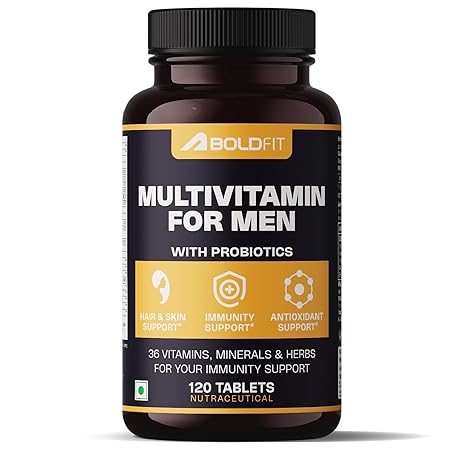 BOLDFIT
MULTIVITAMIN
FOR MEN
WITH PROBIOTICS
HAIR & SKIN
SUPPORT#
IMMUNITY
SUPPORT#
ANTIOXIDANT
SUPPORT#
36 VITAMINS, MINERALS & HERBS
FOR YOUR IMMUNITY SUPPORT
120 TABLETS
NUTRACEUTICAL